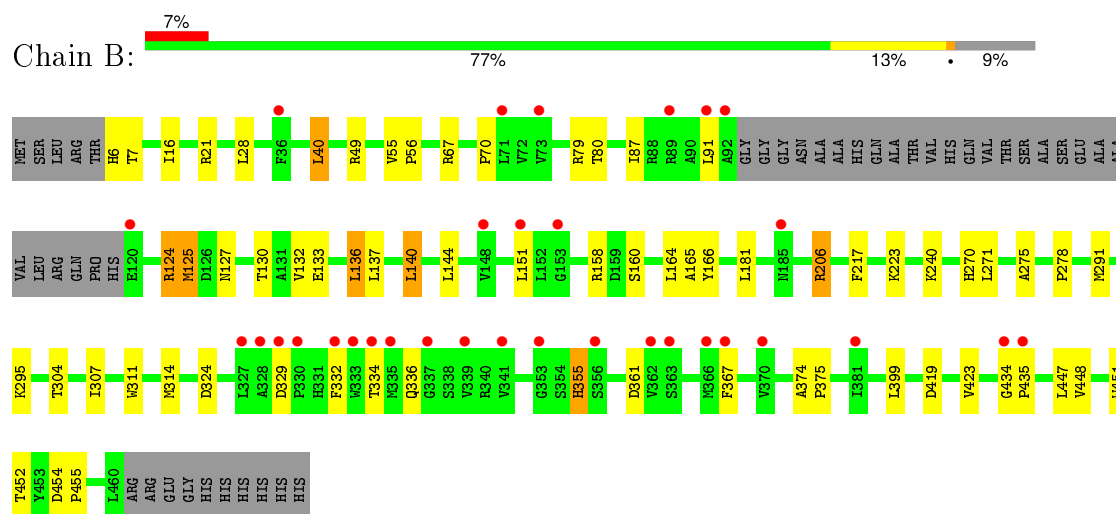 7%
Chain B:
77% 13% • 9%
MET SER LEU ARG THR H6 T7 I16 R21 L28 F36 L40 R49 V55 P56 R67 P70 L71 V72 V73 R79 T80 I87 R88 R89 A90 L91 A92 GLY GLY GLY ASN ALA ALA HIS GLN ALA THR VAL HIS GLN VAL THR SER ALA SER GLU ALA ALA
VAL LEU ARG GLN PRO HIS E120 R124 M125 D126 N127 T130 A131 V132 E133 L136 L137 L140 L144 V148 L151 L152 G153 R158 D159 S160 L164 A165 Y166 L181 N185 R206 F217 K223 K240 H270 L271 A275 P278 M291
K295 T304 I307 W311 M314 D324 L327 A328 D329 P330 H331 F332 W333 T334 M335 Q336 G337 S338 V339 R340 V341 G353 S354 H355 S356 D361 V362 S363 M366 F367 V370 A374 P375 I381 L399 D419 V423 G434 P435 L447 V448
T452 Y453 D454 P455 L460 ARG ARG GLU GLY HIS HIS HIS HIS HIS HIS